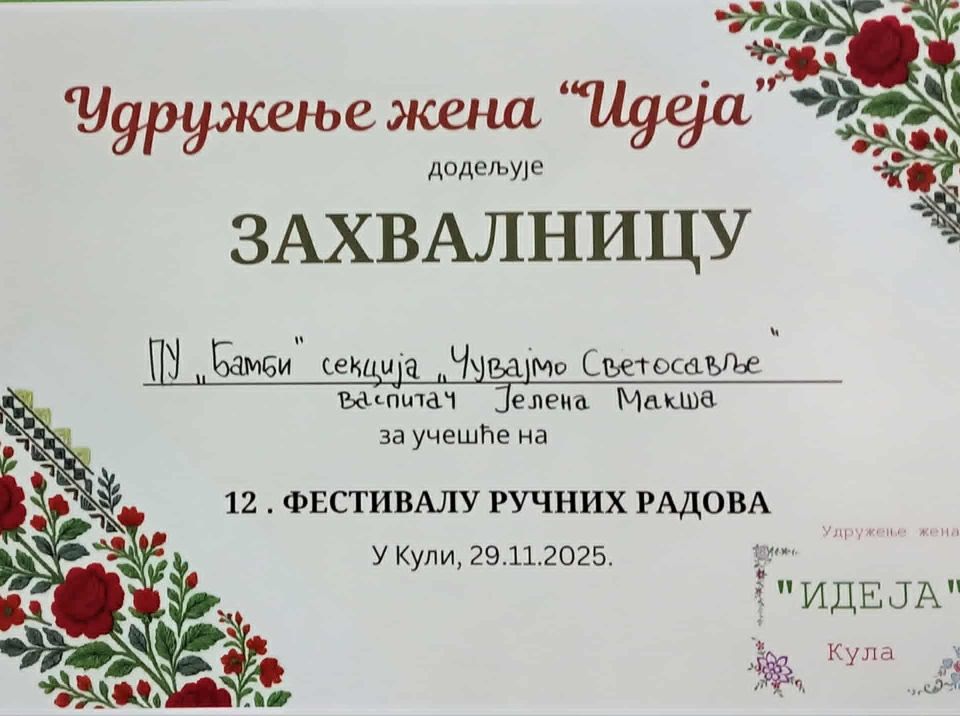 Удружење жена “Идеја”
додељује
ЗАХВАЛНИЦУ
ПУ „Бамби" секција „Чувајмо Светосавље"
васпитач Јелена Макша
за учешће на
12 . ФЕСТИВАЛУ РУЧНИХ РАДОВА
У Кули, 29.11.2025.
Удружење жена
"ИДЕЈА"
Кула